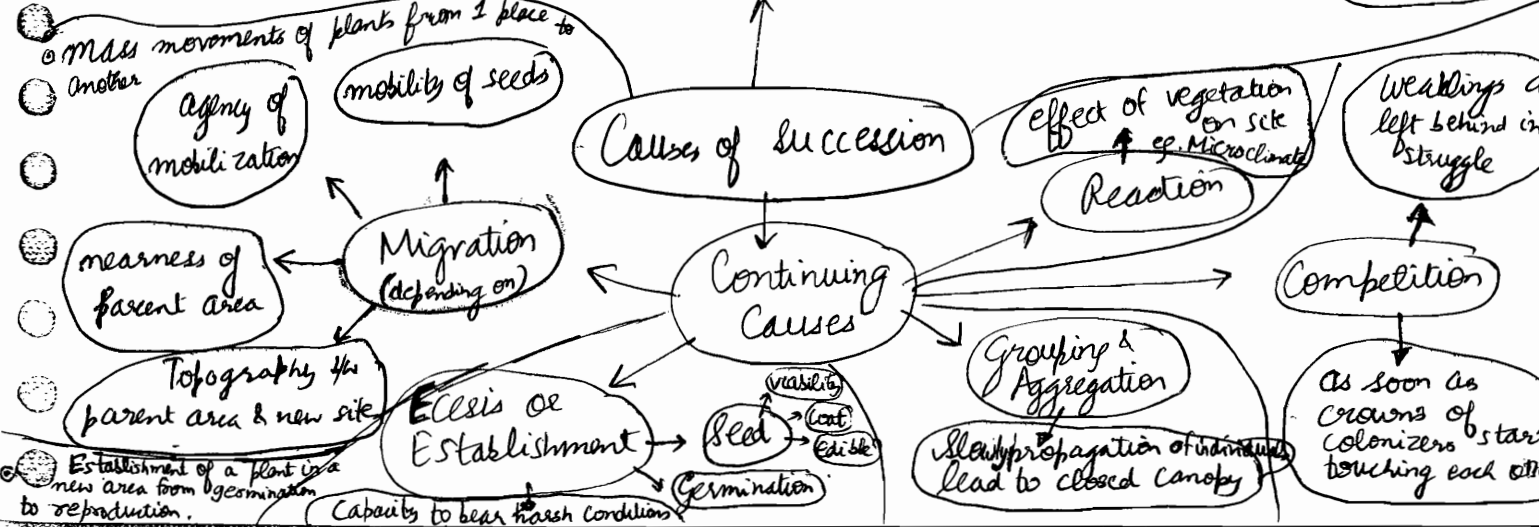 mass movements of plants from 1 place to
another
agency of
mobilization
mobility of seeds
Causes of Succession
effect of vegetation
on site
eg. Microclimate
Reaction
left behind in
struggle
nearness of
parent area
Migration
(depending on)
Continuing
Causes
Competition
Topography b/w
parent area & new site
Ecesis or
Establishment
Seed
viability
Coat
Edible
Germination
Grouping &
Aggregation
Slowly propagation of individuals
lead to closed canopy
as soon as
crowns of
colonizers star
touching each
Establishment of a plant in a
new area from germination
to reproduction.
Capacity to bear harsh conditions